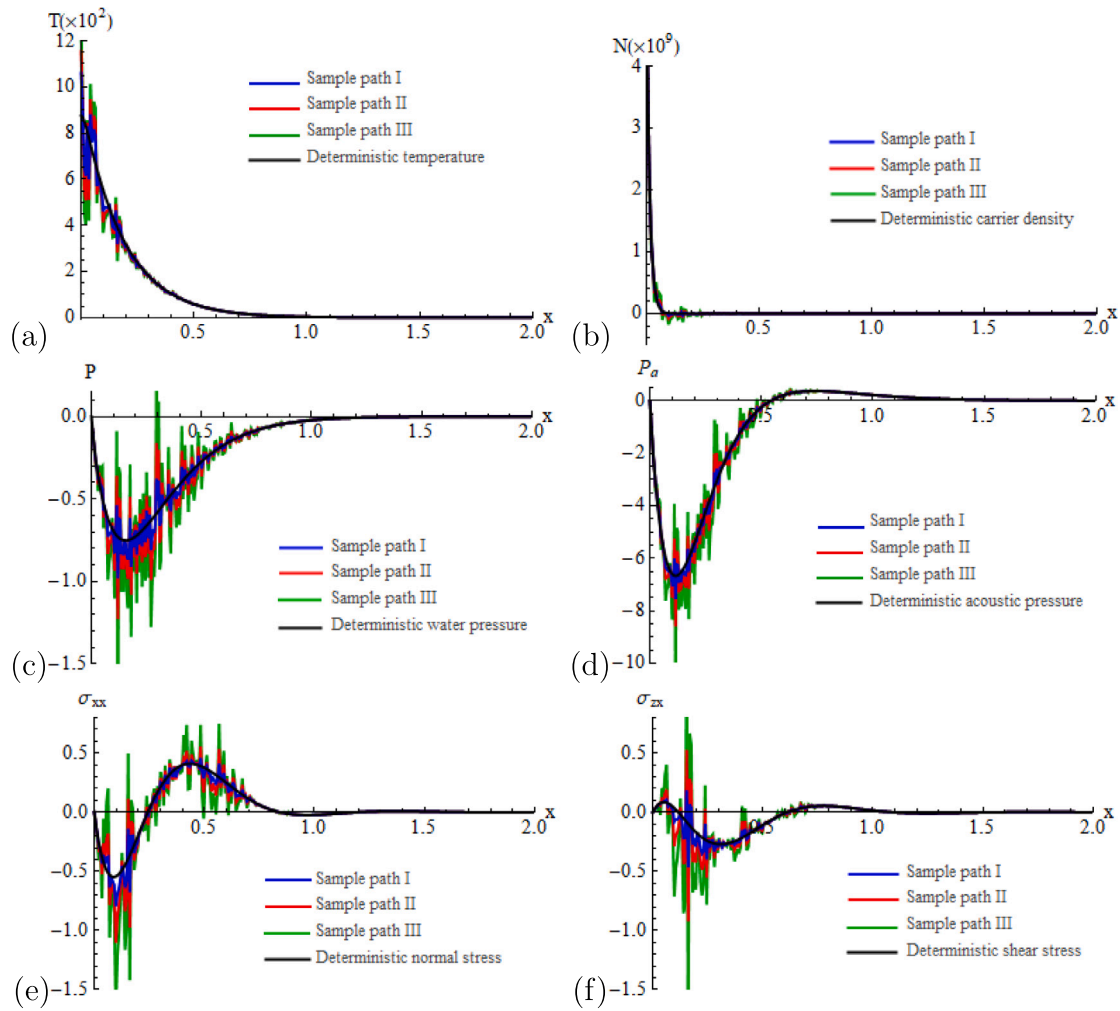 T(×10²)
12
10
8
6
4
2
0
0.5
1.0
1.5
2.0
x
Sample path I
Sample path II
Sample path III
Deterministic temperature
(a)
N(×10⁹)
4
3
2
1
0
0.5
1.0
1.5
2.0
x
Sample path I
Sample path II
Sample path III
Deterministic carrier density
(b)
P
0.0
−0.5
−1.0
−1.5
0.5
1.0
1.5
2.0
x
Sample path I
Sample path II
Sample path III
Deterministic water pressure
(c)
Pₐ
0
−2
−4
−6
−8
−10
0.5
1.0
1.5
2.0
x
Sample path I
Sample path II
Sample path III
Deterministic acoustic pressure
(d)
σxx
0.5
0.0
−0.5
−1.0
−1.5
0.5
1.0
1.5
2.0
x
Sample path I
Sample path II
Sample path III
Deterministic normal stress
(e)
σzx
0.5
0.0
−0.5
−1.0
−1.5
0.5
1.0
1.5
2.0
x
Sample path I
Sample path II
Sample path III
Deterministic shear stress
(f)